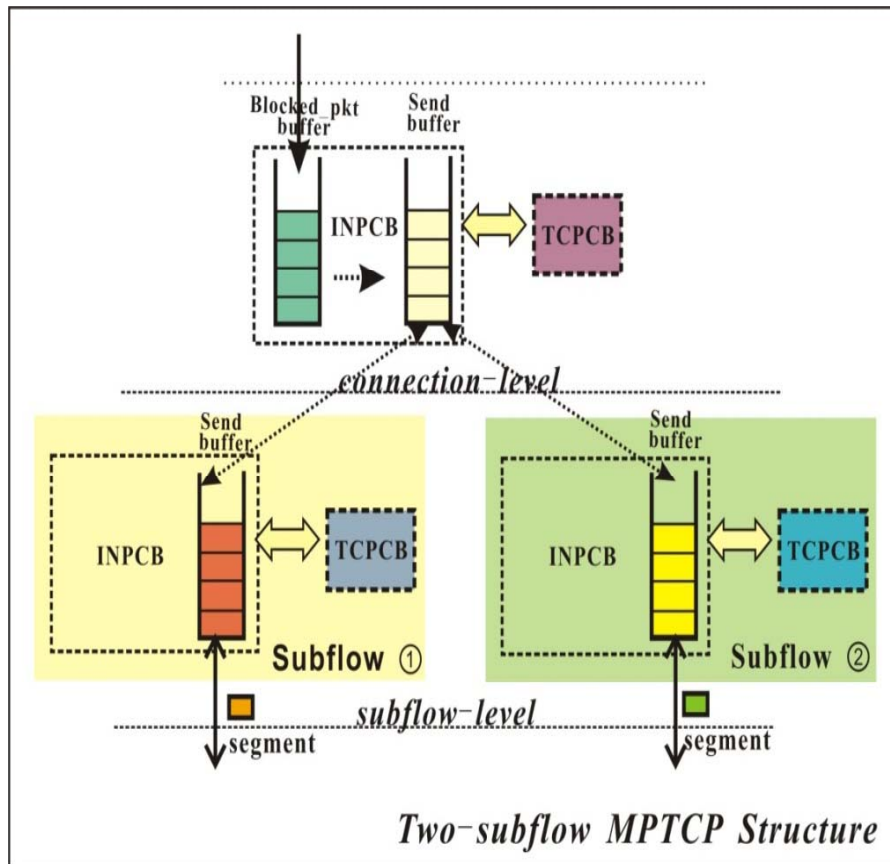 Blocked_pkt
buffer
Send
buffer
INPCB
TCPCB
connection-level
Send
buffer
INPCB
TCPCB
Subflow ①
Send
buffer
INPCB
TCPCB
Subflow ②
subflow-level
segment
segment
Two-subflow MPTCP Structure